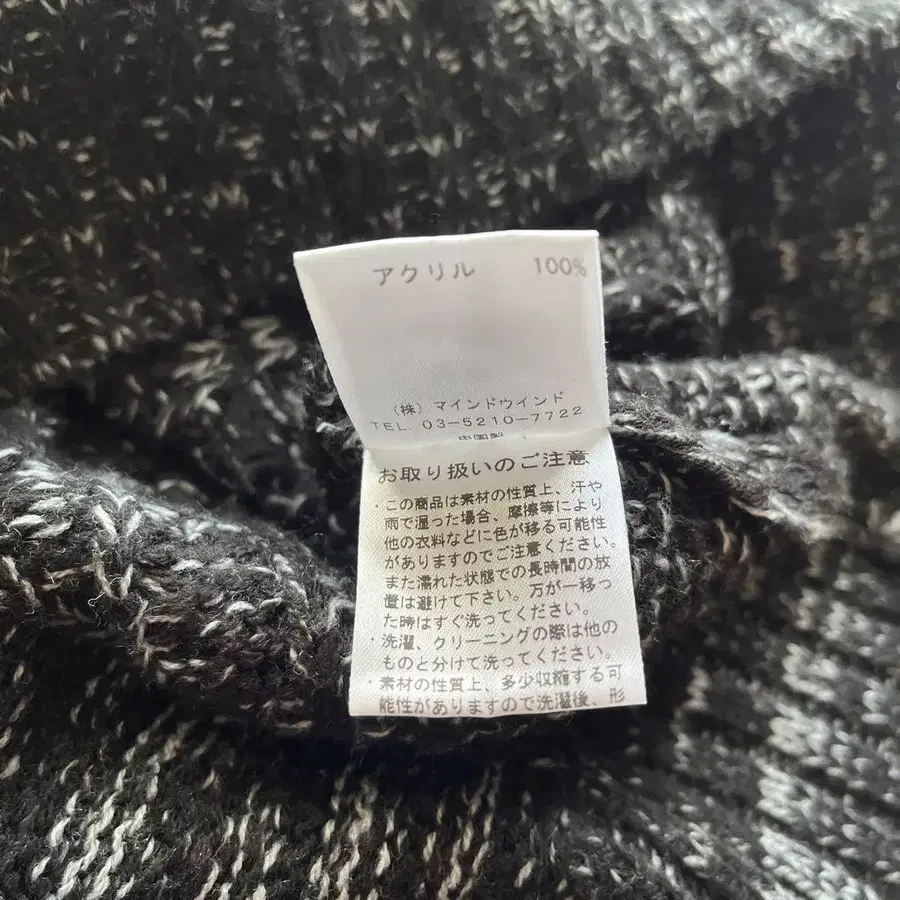 アクリル 100%
(株) マインドウインド
TEL 03-5210-7722
中国製
お取り扱いのご注意
・この商品は素材の性質上、汗や
雨で湿った場合、摩擦等により
他の衣料などに色が移る可能性
がありますのでご注意ください。
また濡れた状態での長時間の放
置は避けて下さい。万が一移っ
た時はすぐ洗ってください。
・洗濯、クリーニングの際は他の
ものと分けて洗ってください。
・素材の性質上、多少収縮する可
能性がありますので洗濯後、形